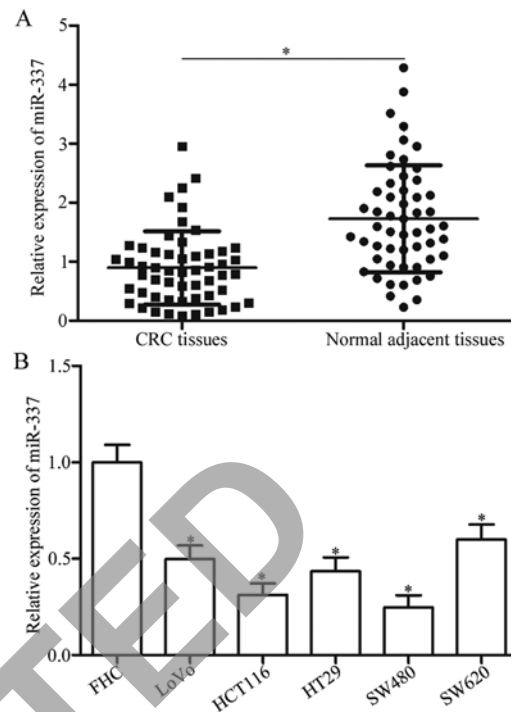 A
Relative expression of miR-337
5
4
3
2
1
0
*
CRC tissues
Normal adjacent tissues
B
Relative expression of miR-337
1.5
1.0
0.5
0.0
*
*
*
*
*
FHC
LoVo
HCT116
HT29
SW480
SW620
TED